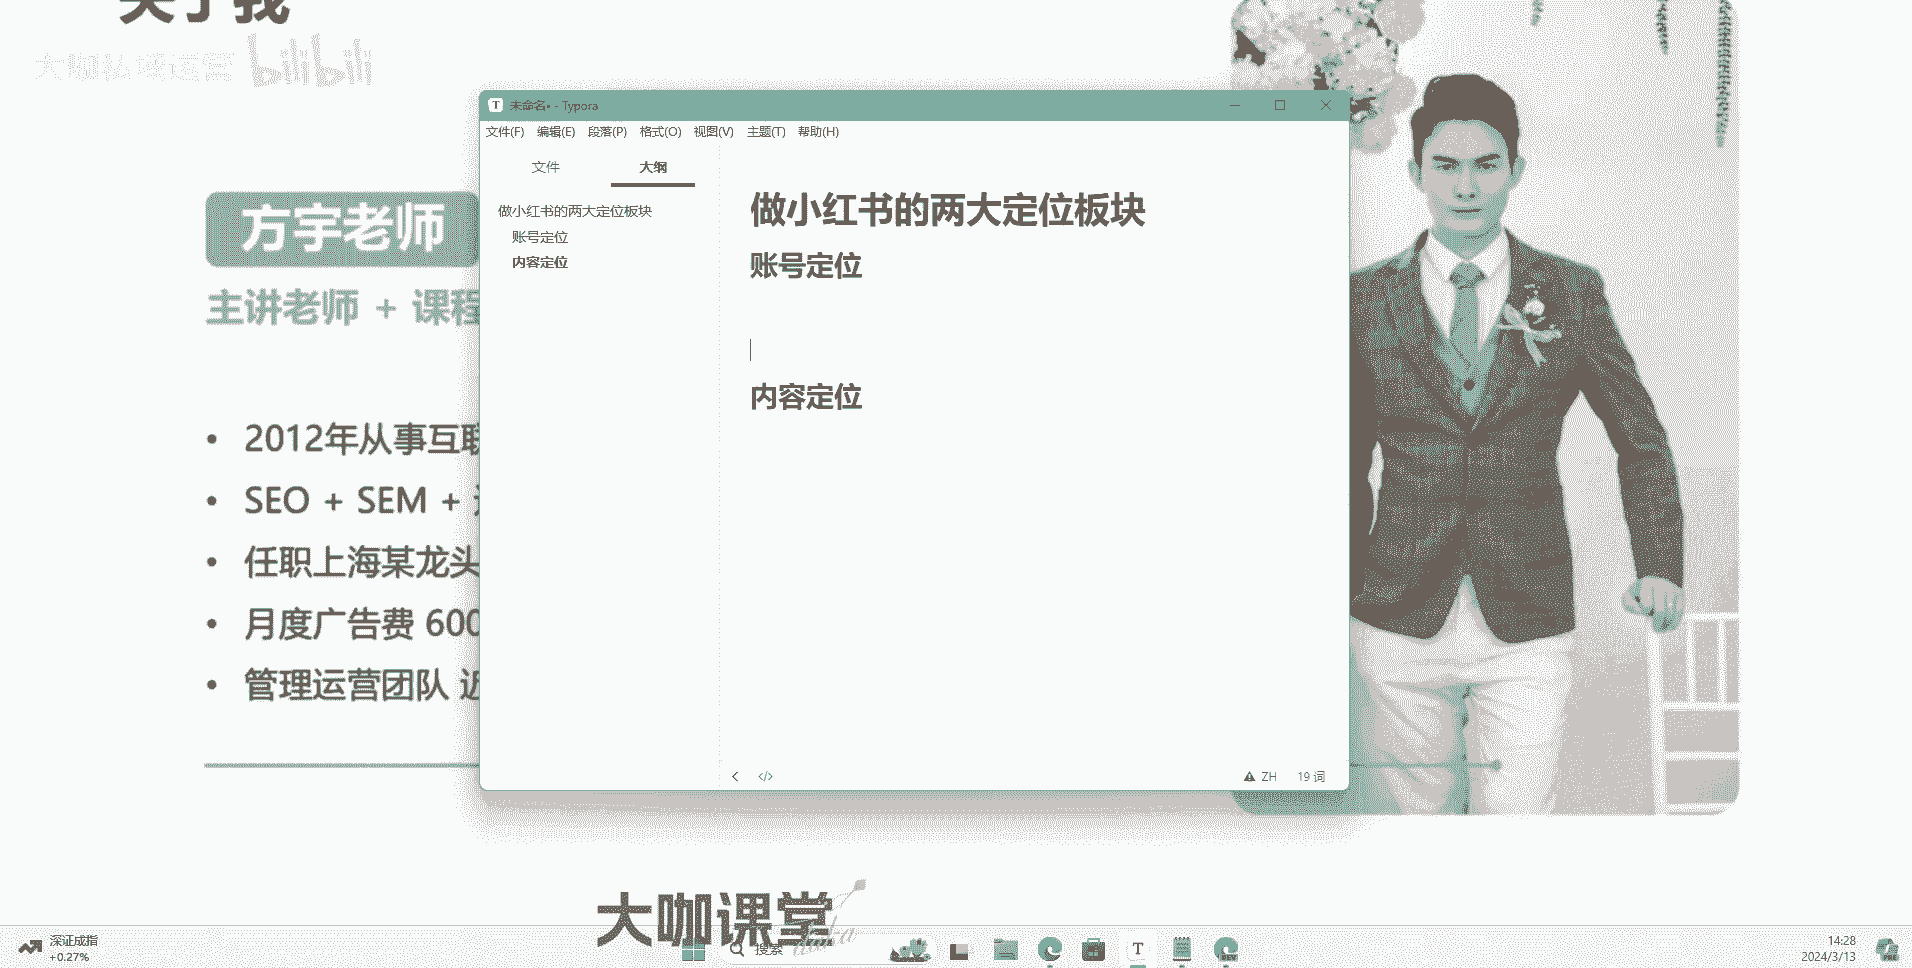 关于我
大咖私域运营 bilibili
方宇老师
主讲老师 + 课程
2012年从事互联
SEO + SEM +
任职上海某龙头
月度广告费 600
管理运营团队 近
未命名• - Typora
文件(F) 编辑(E) 段落(P) 格式(O) 视图(V) 主题(T) 帮助(H)
文件 大纲
做小红书的两大定位板块
账号定位
内容定位
做小红书的两大定位板块
账号定位
内容定位
</> ZH 19 词
大咖课堂
daka
深证成指
+0.27%
搜索
T
DEV
14:28
2024/3/13
PRE